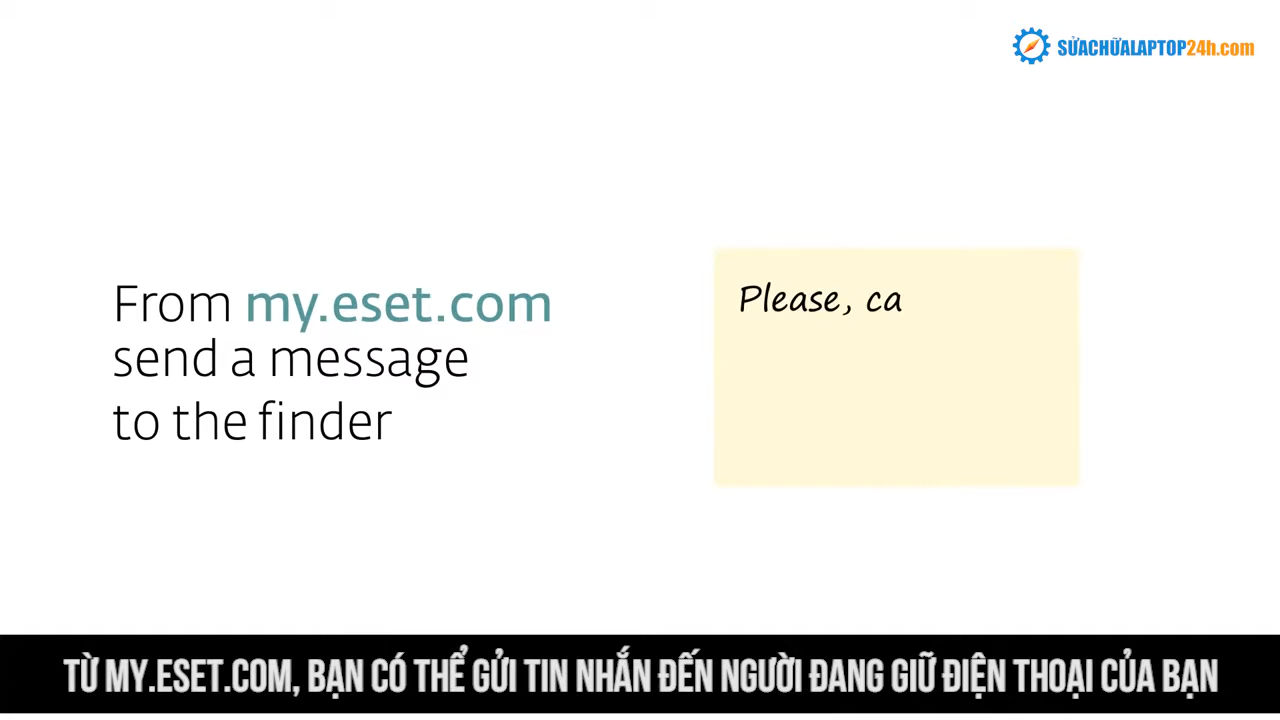 SỬACHỮALAPTOP24h.com
From my.eset.com
send a message
to the finder
Please, ca
TỪ MY.ESET.COM, BẠN CÓ THỂ GỬI TIN NHẮN ĐẾN NGƯỜI ĐANG GIỮ ĐIỆN THOẠI CỦA BẠN